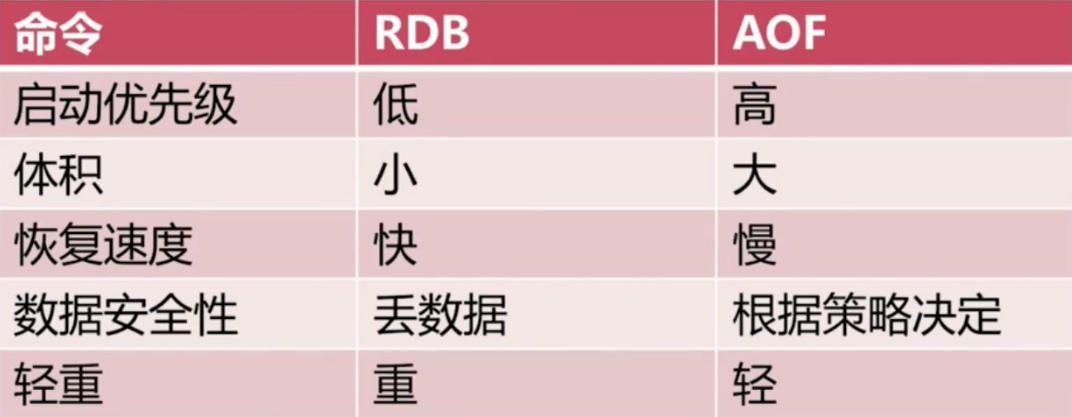 命令 RDB AOF
启动优先级 低 高
体积 小 大
恢复速度 快 慢
数据安全性 丢数据 根据策略决定
轻重 重 轻